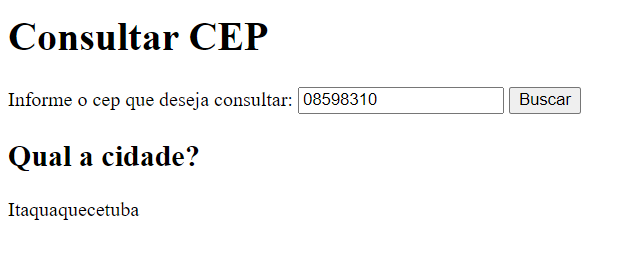 Consultar CEP
Informe o cep que deseja consultar: 08598310 Buscar
Qual a cidade?
Itaquaquecetuba